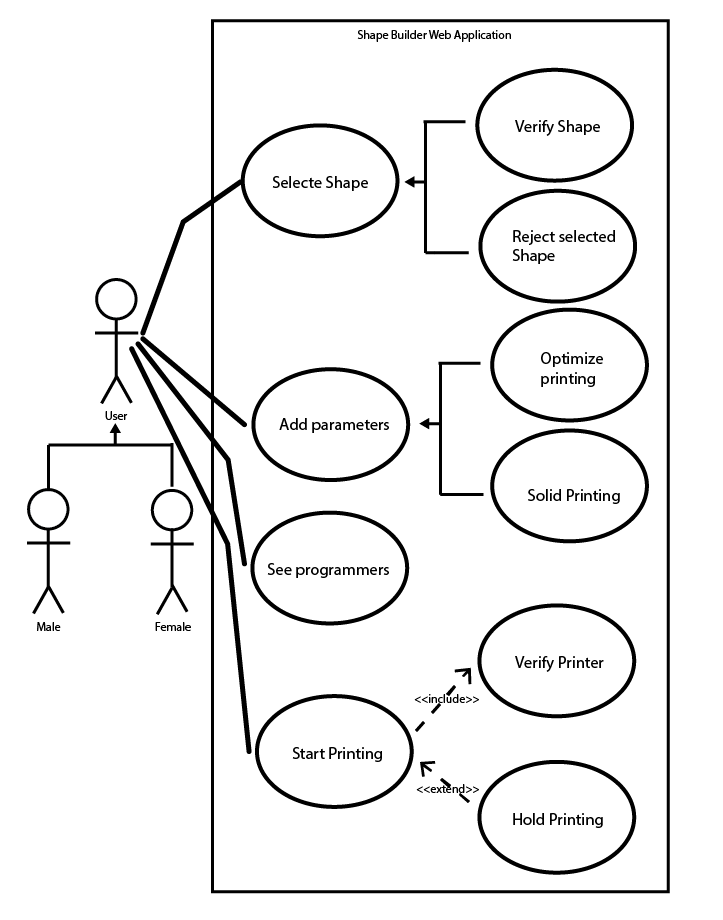 Shape Builder Web Application
Verify Shape
Selecte Shape
Reject selected
Shape
Optimize
printing
User
Add parameters
Solid Printing
See programmers
Male
Female
Verify Printer
<<include>>
Start Printing
<<extend>>
Hold Printing